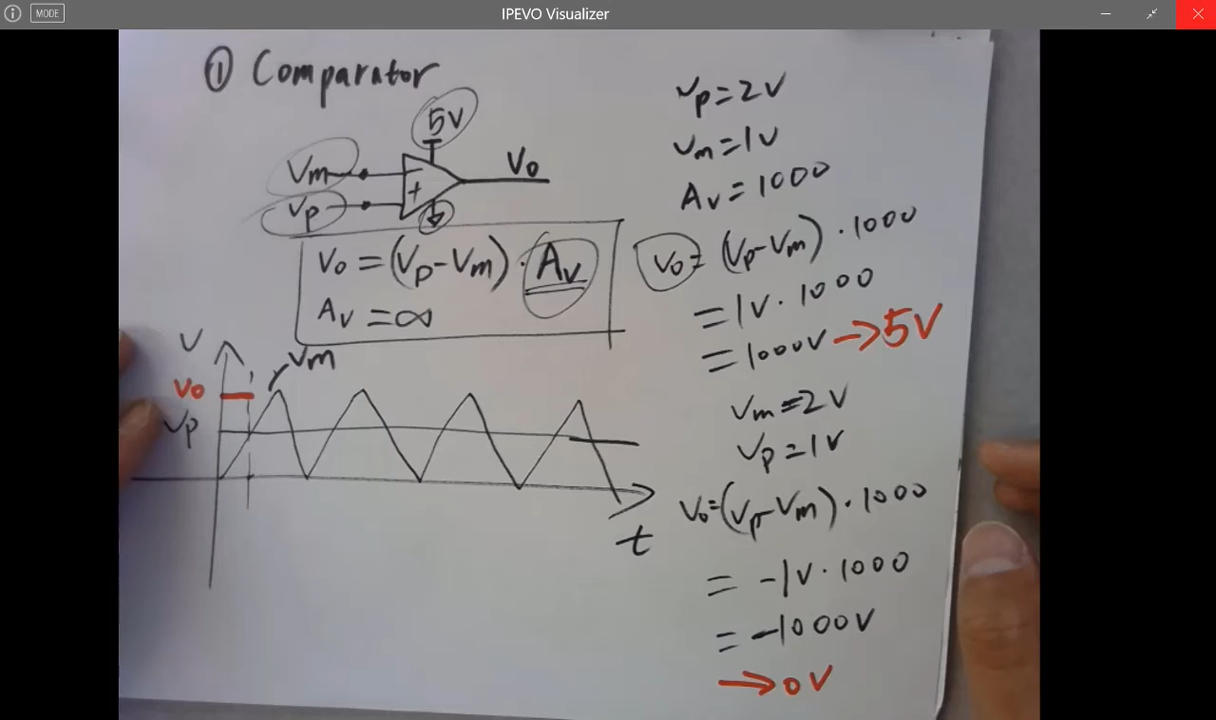 IPEVO Visualizer
MODE
① Comparator
5V
Vm
Vp
+
Vo
Vo = (Vp-Vm) · Av
Av = ∞
V
Vm
Vo
Vp
t
Vp = 2V
Vm = 1V
Av = 1000
Vo = (Vp-Vm) · 1000
= 1V · 1000
= 1000V → 5V
Vm = 2V
Vp = 1V
Vo = (Vp-Vm) · 1000
= -1V · 1000
= -1000V
→ 0V